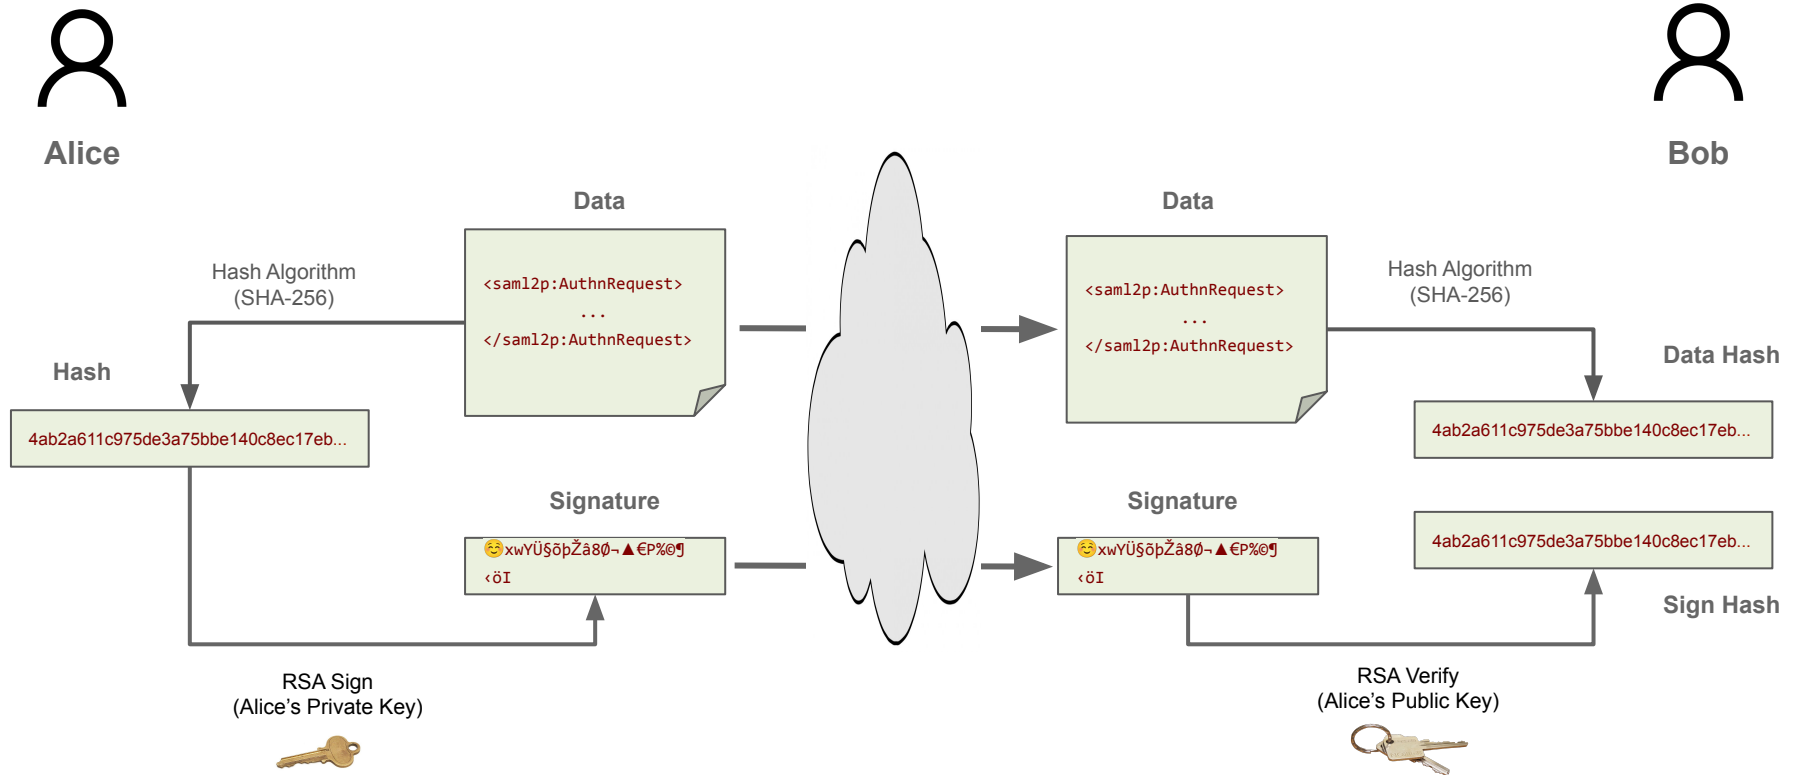 Alice
Bob
Data
Data
<saml2p:AuthnRequest>
...
</saml2p:AuthnRequest>
<saml2p:AuthnRequest>
...
</saml2p:AuthnRequest>
Hash Algorithm
(SHA-256)
Hash Algorithm
(SHA-256)
Hash
Data Hash
4ab2a611c975de3a75bbe140c8ec17eb...
4ab2a611c975de3a75bbe140c8ec17eb...
Signature
Signature
☺️xwYÜ§õþŽâ8Ø¬▲€P%©¶
‹öI
☺️xwYÜ§õþŽâ8Ø¬▲€P%©¶
‹öI
4ab2a611c975de3a75bbe140c8ec17eb...
Sign Hash
RSA Sign
(Alice’s Private Key)
RSA Verify
(Alice’s Public Key)